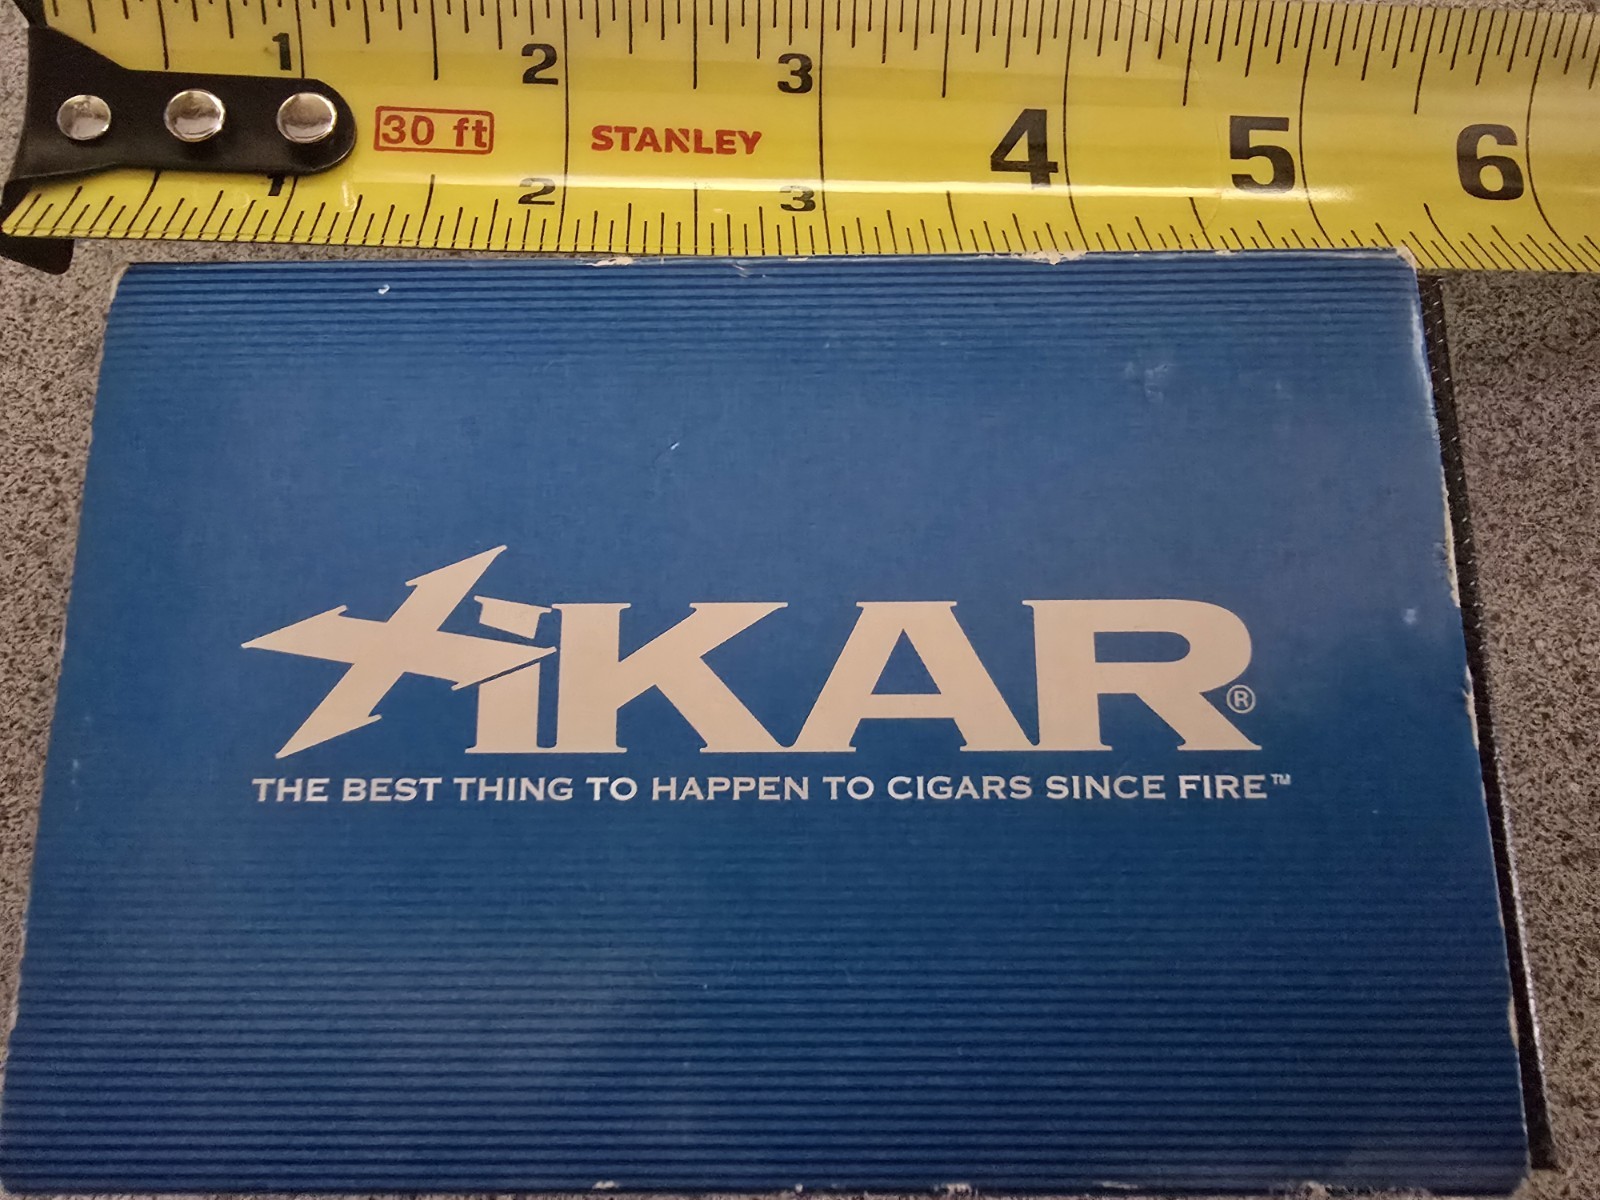 1 2 3
30 ft STANLEY 4 5 6
1 2 3
XIKAR®
THE BEST THING TO HAPPEN TO CIGARS SINCE FIRE™